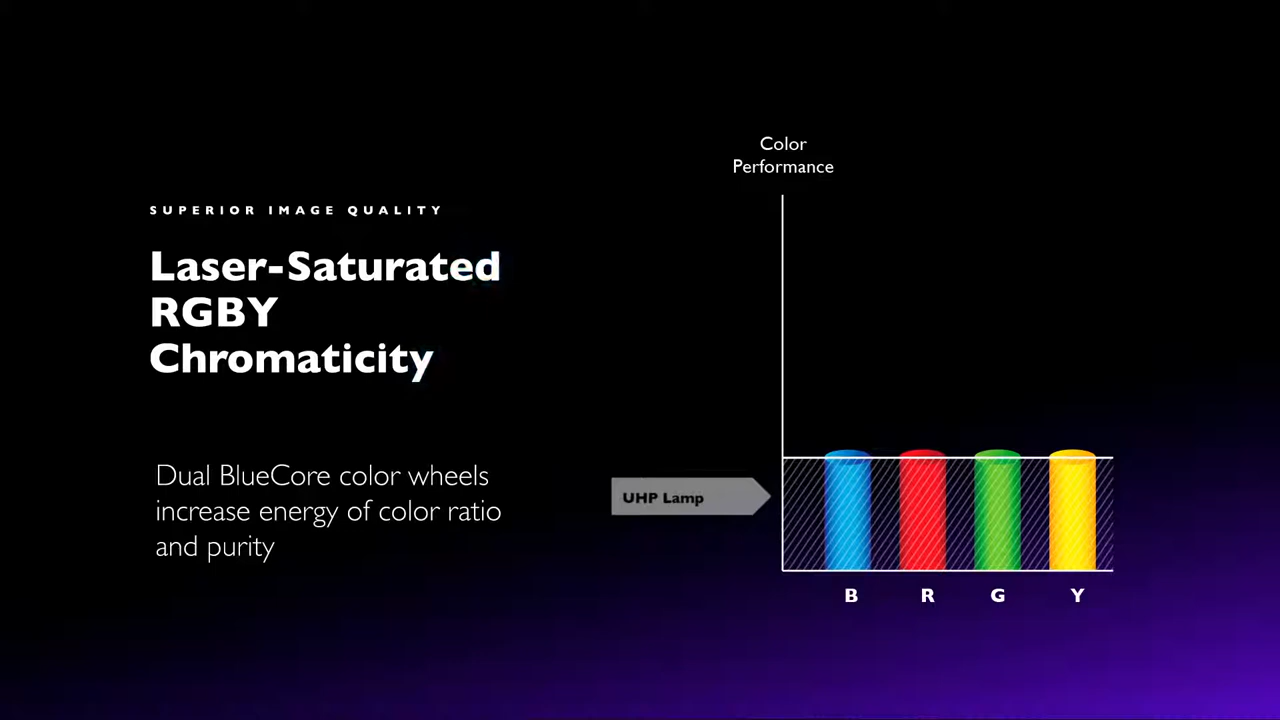 SUPERIOR IMAGE QUALITY
Laser-Saturated
RGBY
Chromaticity
Dual BlueCore color wheels
increase energy of color ratio
and purity
Color
Performance
UHP Lamp
B R G Y